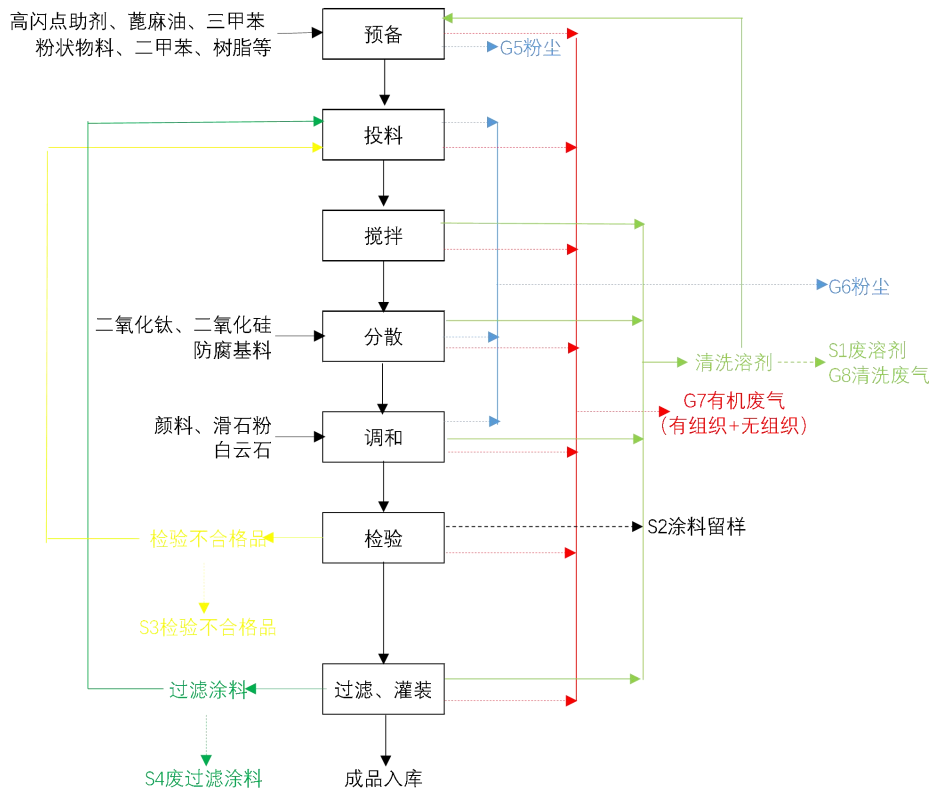 高闪点助剂、蓖麻油、三甲苯
粉状物料、二甲苯、树脂等
预备
G5粉尘
投料
搅拌
G6粉尘
二氧化钛、二氧化硅
防腐基料
分散
清洗溶剂
S1废溶剂
G8清洗废气
G7有机废气
（有组织+无组织）
颜料、滑石粉
白云石
调和
检验
S2涂料留样
检验不合格品
S3检验不合格品
过滤涂料
过滤、灌装
S4废过滤涂料
成品入库